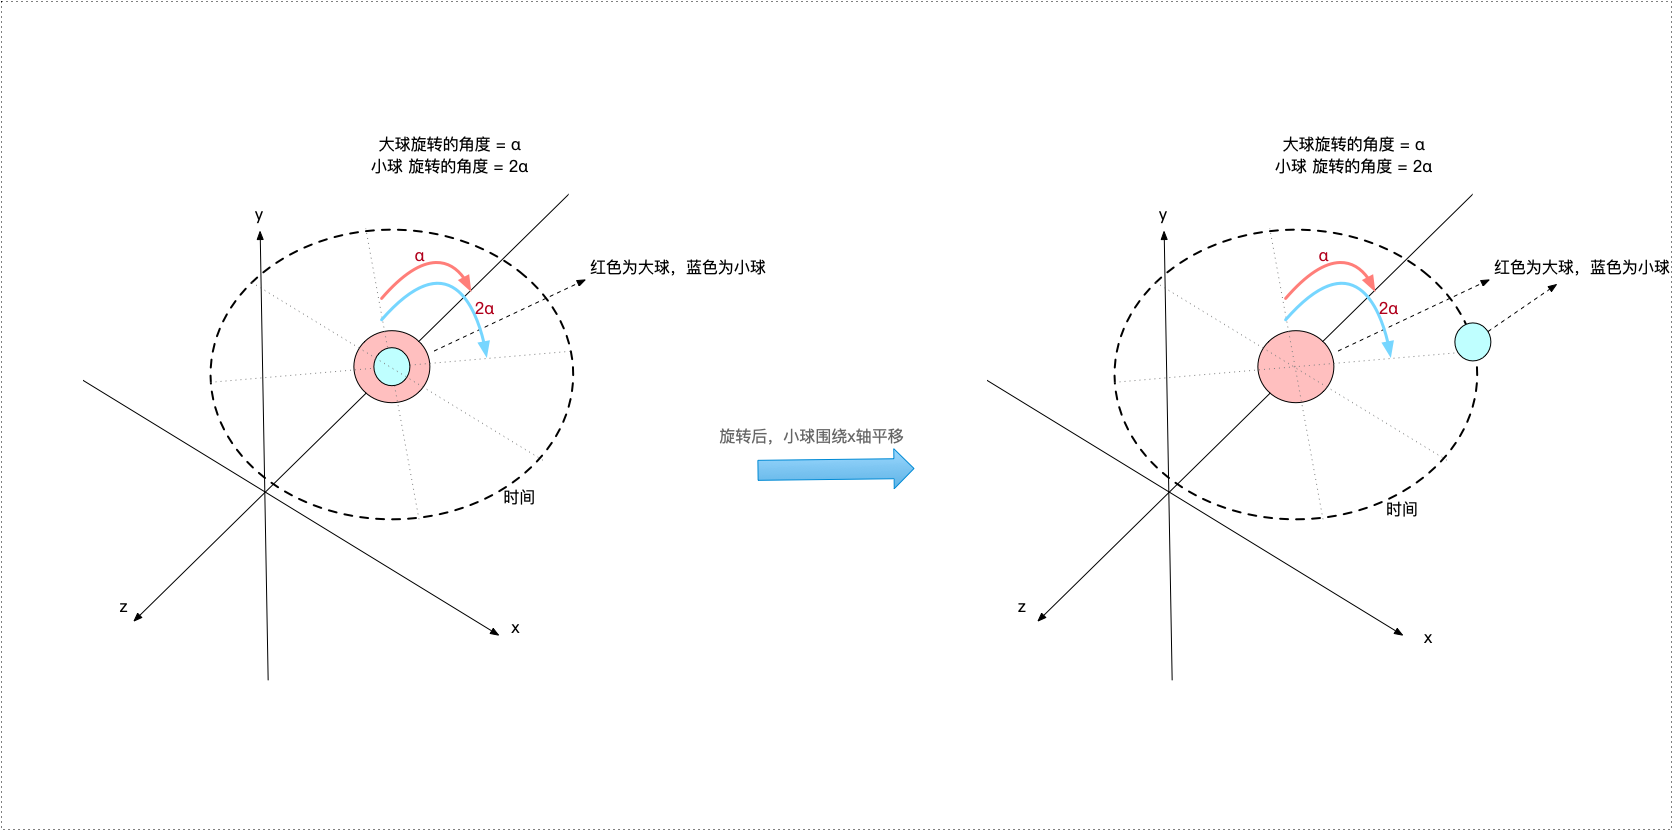 大球旋转的角度 = α
小球 旋转的角度 = 2α
y
α
红色为大球，蓝色为小球
2α
时间
z
x
旋转后，小球围绕x轴平移
大球旋转的角度 = α
小球 旋转的角度 = 2α
y
α
红色为大球，蓝色为小球
2α
时间
z
x